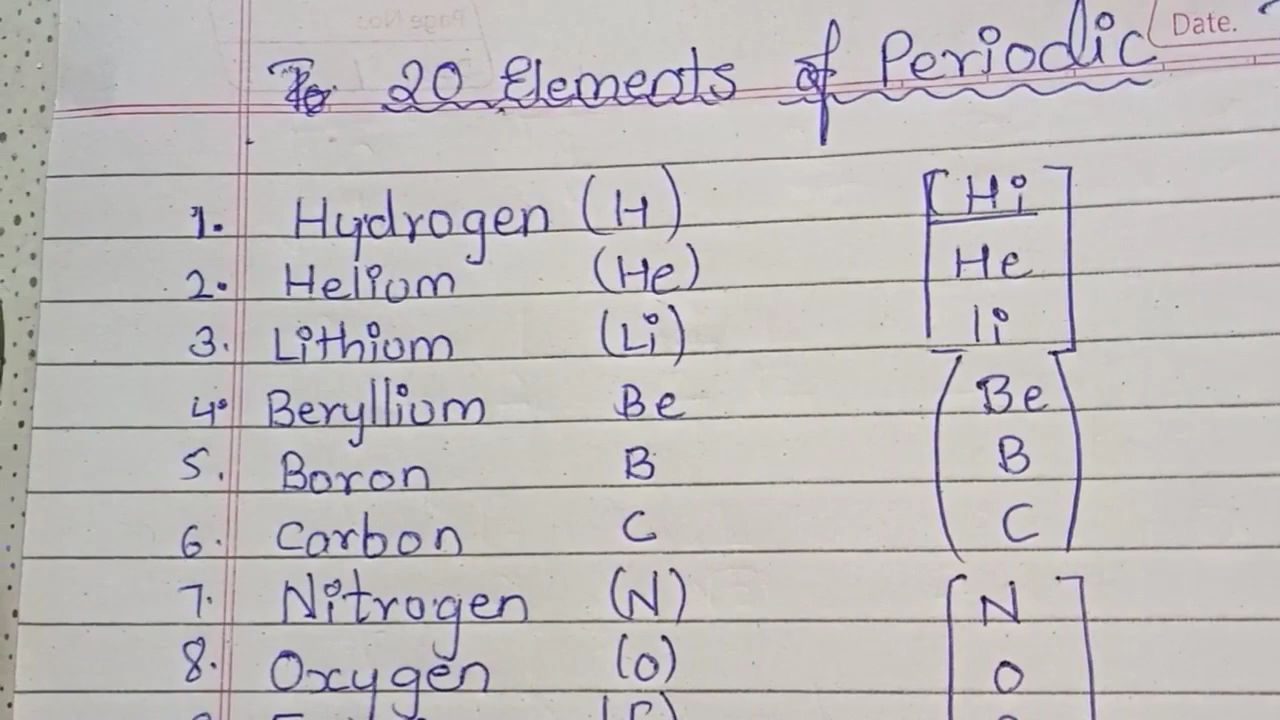 Date.
20 Elements of Periodic
1. Hydrogen (H) [Hi]
2. Helium (He) He
3. Lithium (Li) li
4. Beryllium Be Be
5. Boron B B
6. Carbon C C
7. Nitrogen (N) N
8. Oxygen (O) O